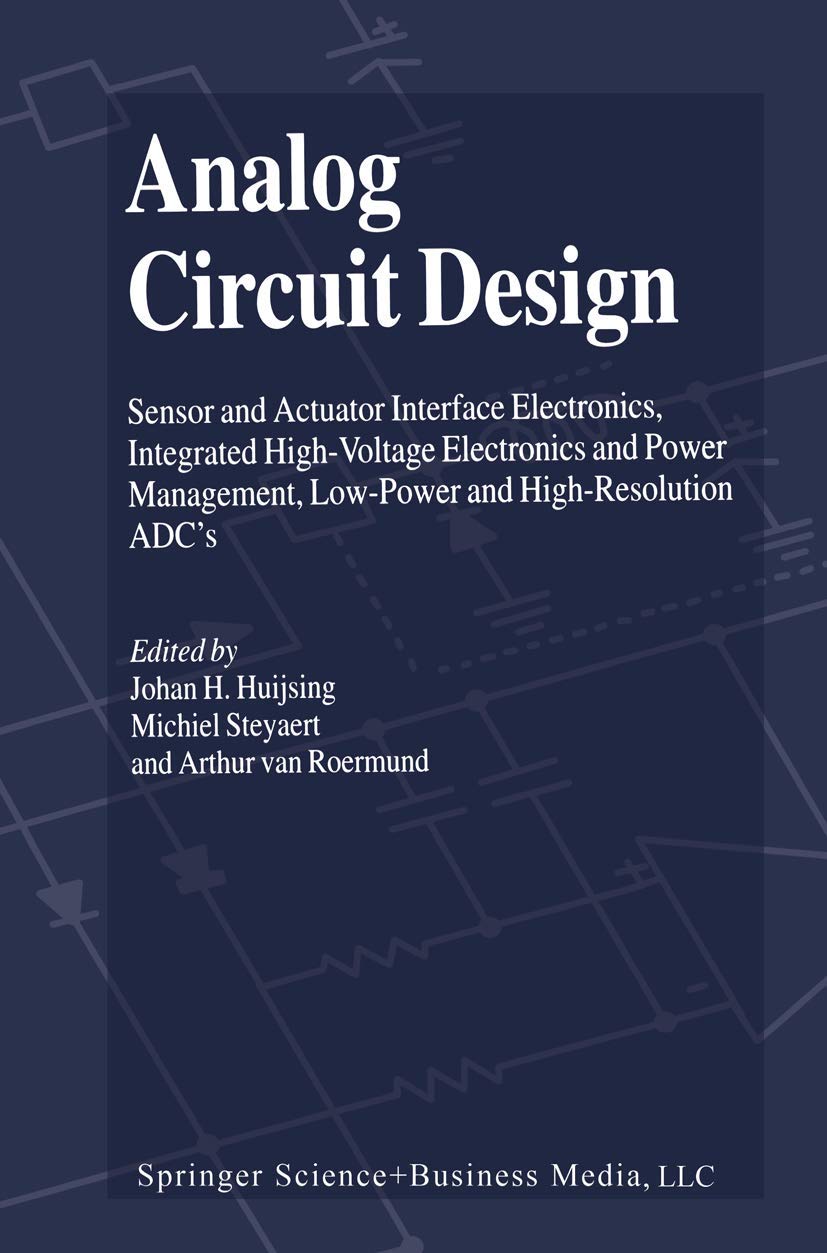 Analog
Circuit Design
Sensor and Actuator Interface Electronics,
Integrated High-Voltage Electronics and Power
Management, Low-Power and High-Resolution
ADC's
Edited by
Johan H. Huijsing
Michiel Steyaert
and Arthur van Roermund
Springer Science+Business Media, LLC